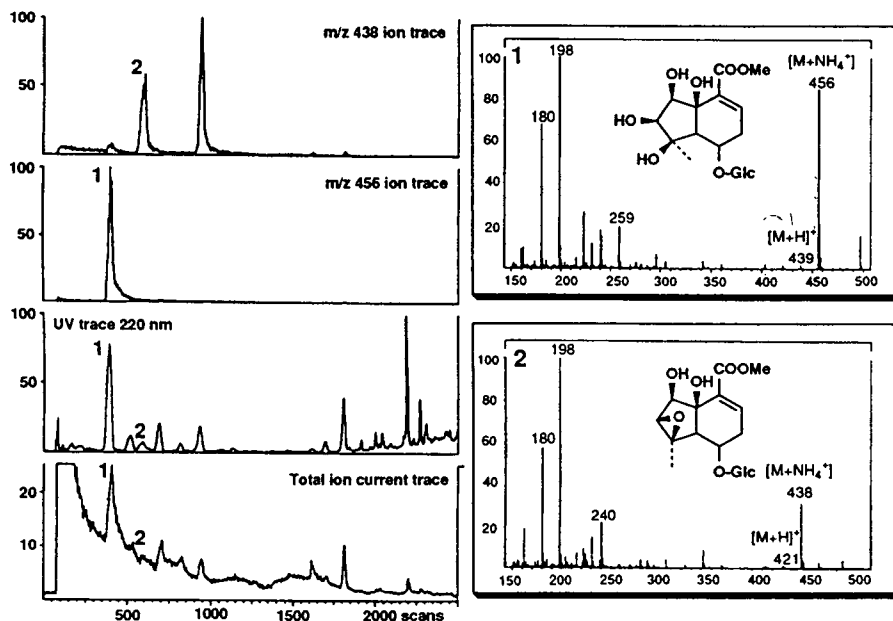 100
m/z 438 ion trace
2
50
100
1
m/z 456 ion trace
50
100
UV trace 220 nm
1
50
2
1
Total ion current trace
20
2
10
500
1000
1500
2000 scans
1
100
198
[M+NH4+]
456
COOMe
OH
OH
80
180
HO
60
HO
O-Glc
40
259
[M+H]+
20
439
150
200
250
300
350
400
450
500
2
100
198
COOMe
OH
OH
80
O
60
180
O-Glc
[M+NH4+]
40
438
240
20
[M+H]+
421
150
200
250
300
350
400
450
500